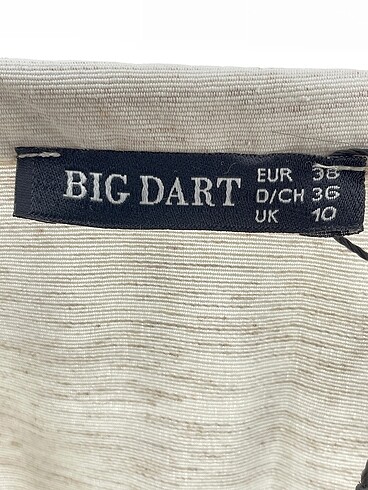 BIG DART
EUR 38
D/CH 36
UK 10